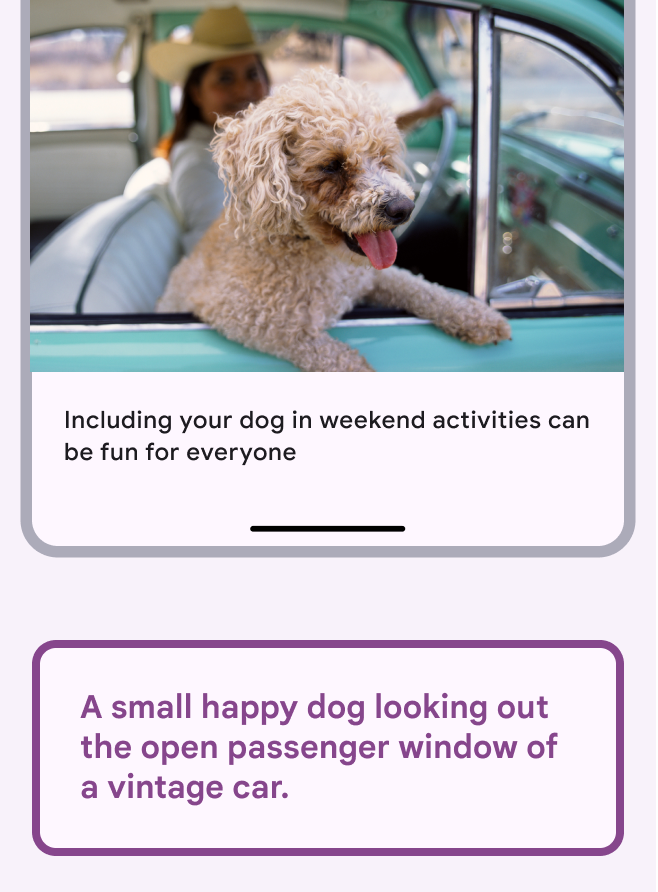 Including your dog in weekend activities can
be fun for everyone
A small happy dog looking out
the open passenger window of
a vintage car.